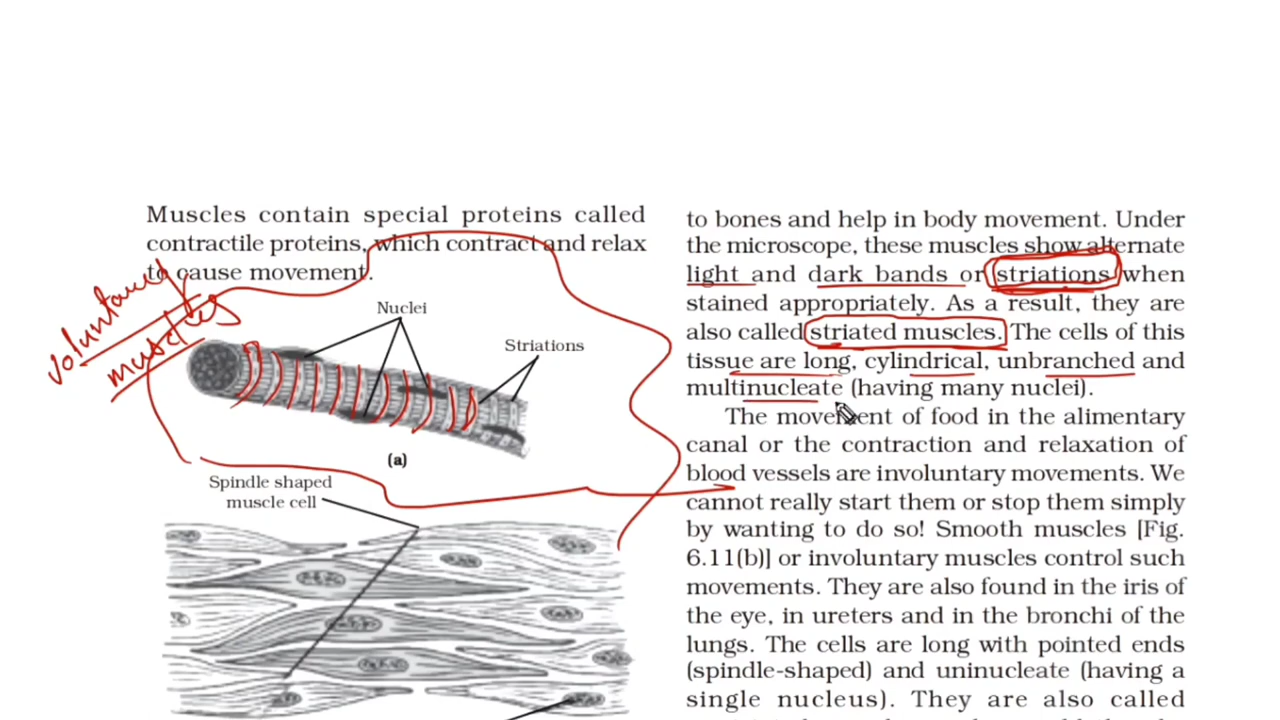 Muscles contain special proteins called
contractile proteins, which contract and relax
to cause movement.
voluntary
muscles
Nuclei
Striations
(a)
Spindle shaped
muscle cell
to bones and help in body movement. Under
the microscope, these muscles show alternate
light and dark bands or striations when
stained appropriately. As a result, they are
also called striated muscles. The cells of this
tissue are long, cylindrical, unbranched and
multinucleate (having many nuclei).
The movement of food in the alimentary
canal or the contraction and relaxation of
blood vessels are involuntary movements. We
cannot really start them or stop them simply
by wanting to do so! Smooth muscles [Fig.
6.11(b)] or involuntary muscles control such
movements. They are also found in the iris of
the eye, in ureters and in the bronchi of the
lungs. The cells are long with pointed ends
(spindle-shaped) and uninucleate (having a
single nucleus). They are also called